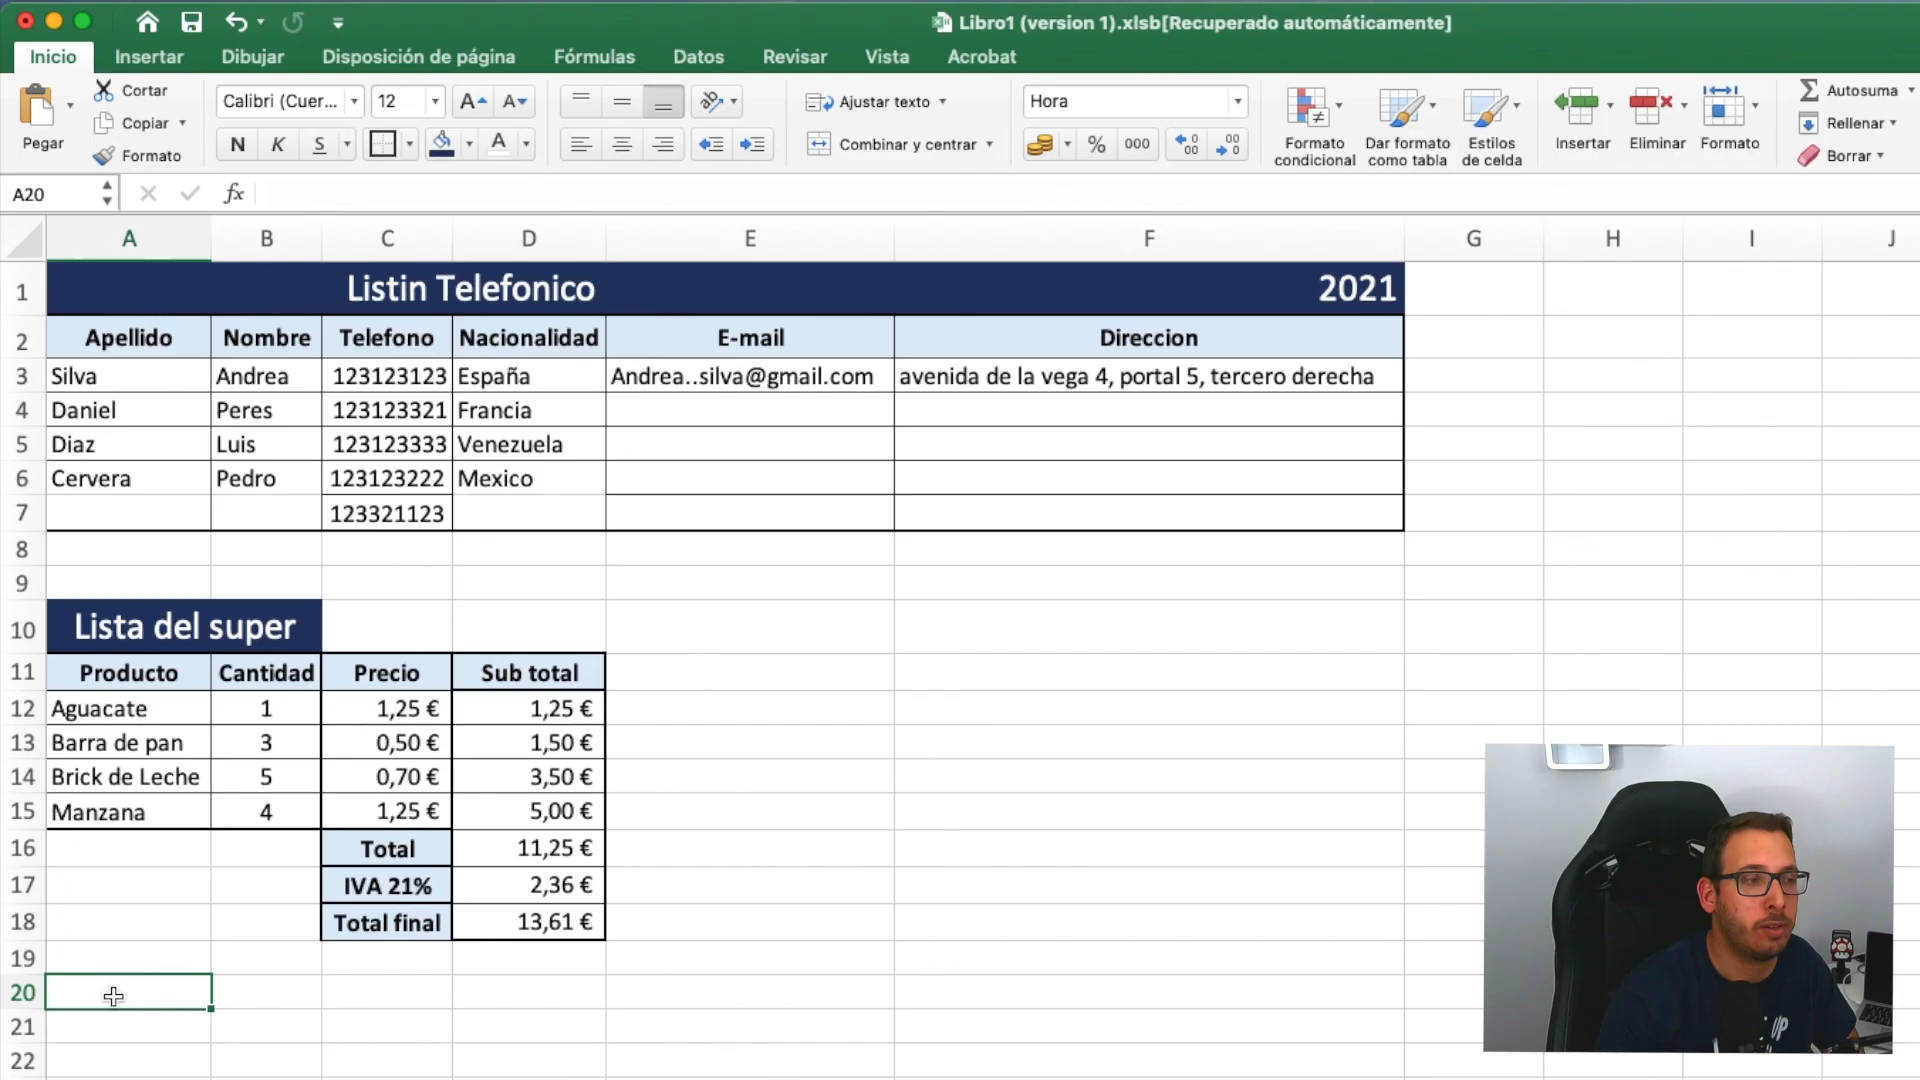 Libro1 (version 1).xlsb[Recuperado automáticamente]
Inicio Insertar Dibujar Disposición de página Fórmulas Datos Revisar Vista Acrobat
Pegar
Cortar
Copiar
Formato
Calibri (Cuer... 12
N K S
Ajustar texto
Combinar y centrar
Hora
% 000
Formato condicional
Dar formato como tabla
Estilos de celda
Insertar
Eliminar
Formato
Autosuma
Rellenar
Borrar
A20 fx
A B C D E F G H I J
1 Listin Telefonico 2021
2 Apellido Nombre Telefono Nacionalidad E-mail Direccion
3 Silva Andrea 123123123 España Andrea..silva@gmail.com avenida de la vega 4, portal 5, tercero derecha
4 Daniel Peres 123123321 Francia
5 Diaz Luis 123123333 Venezuela
6 Cervera Pedro 123123222 Mexico
7 123321123
8
9
10 Lista del super
11 Producto Cantidad Precio Sub total
12 Aguacate 1 1,25 € 1,25 €
13 Barra de pan 3 0,50 € 1,50 €
14 Brick de Leche 5 0,70 € 3,50 €
15 Manzana 4 1,25 € 5,00 €
16 Total 11,25 €
17 IVA 21% 2,36 €
18 Total final 13,61 €
19
20
21
22
UP